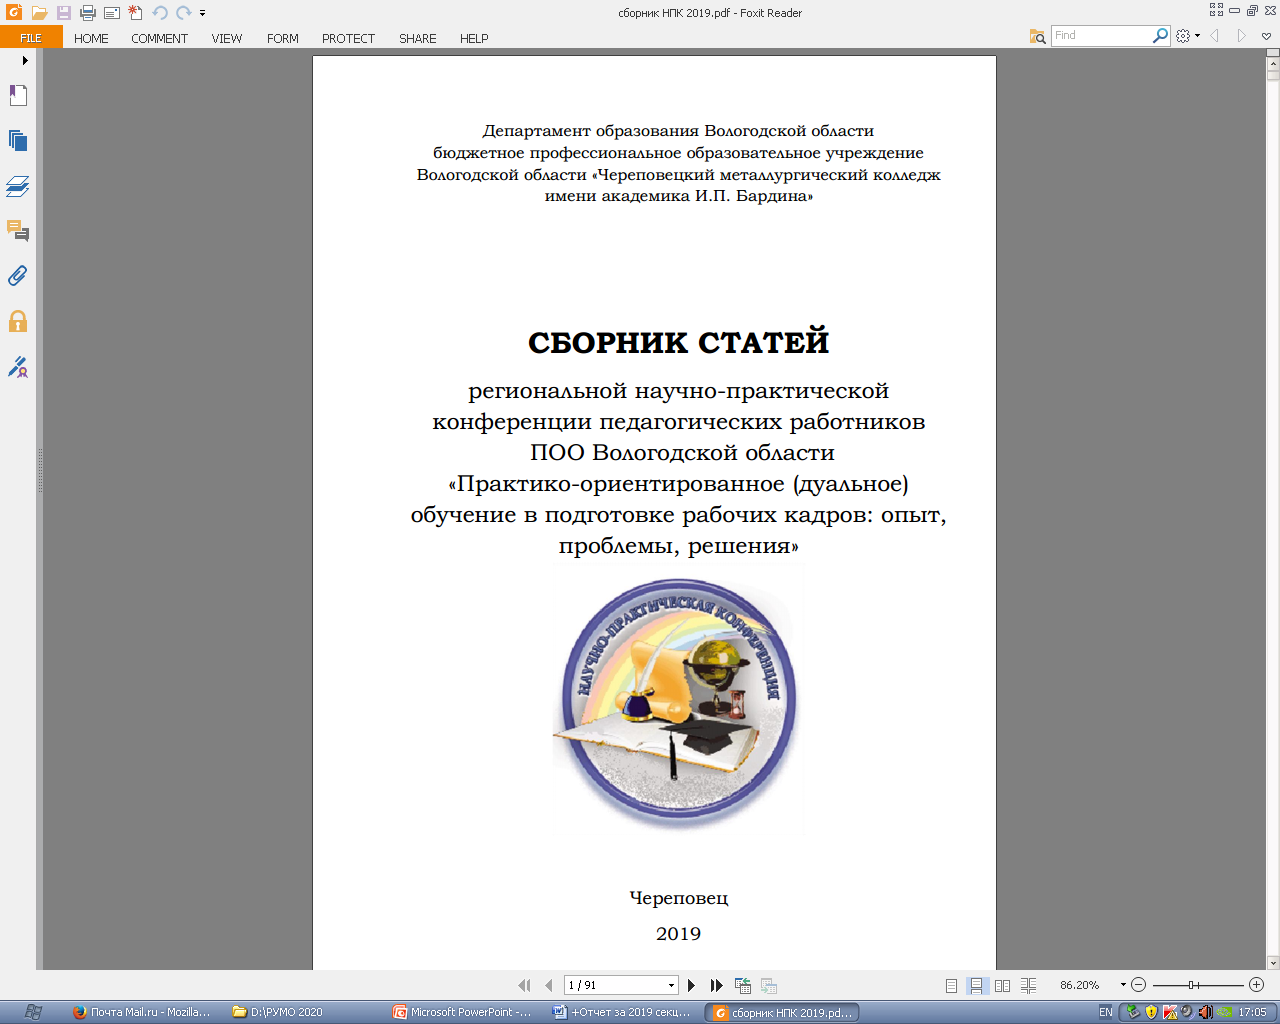 сборник НПК 2019.pdf - Foxit Reader
FILE HOME COMMENT VIEW FORM PROTECT SHARE HELP
Find
Департамент образования Вологодской области
бюджетное профессиональное образовательное учреждение
Вологодской области «Череповецкий металлургический колледж
имени академика И.П. Бардина»
СБОРНИК СТАТЕЙ
региональной научно-практической
конференции педагогических работников
ПОО Вологодской области
«Практико-ориентированное (дуальное)
обучение в подготовке рабочих кадров: опыт,
проблемы, решения»
НАУЧНО-ПРАКТИЧЕСКАЯ КОНФЕРЕНЦИЯ
Череповец
2019
1 / 91
86.20%
Почта Mail.ru - Mozilla...
D:\РУМО 2020
Microsoft PowerPoint -...
+Отчет за 2019 секц...
сборник НПК 2019.pd...
EN
17:05